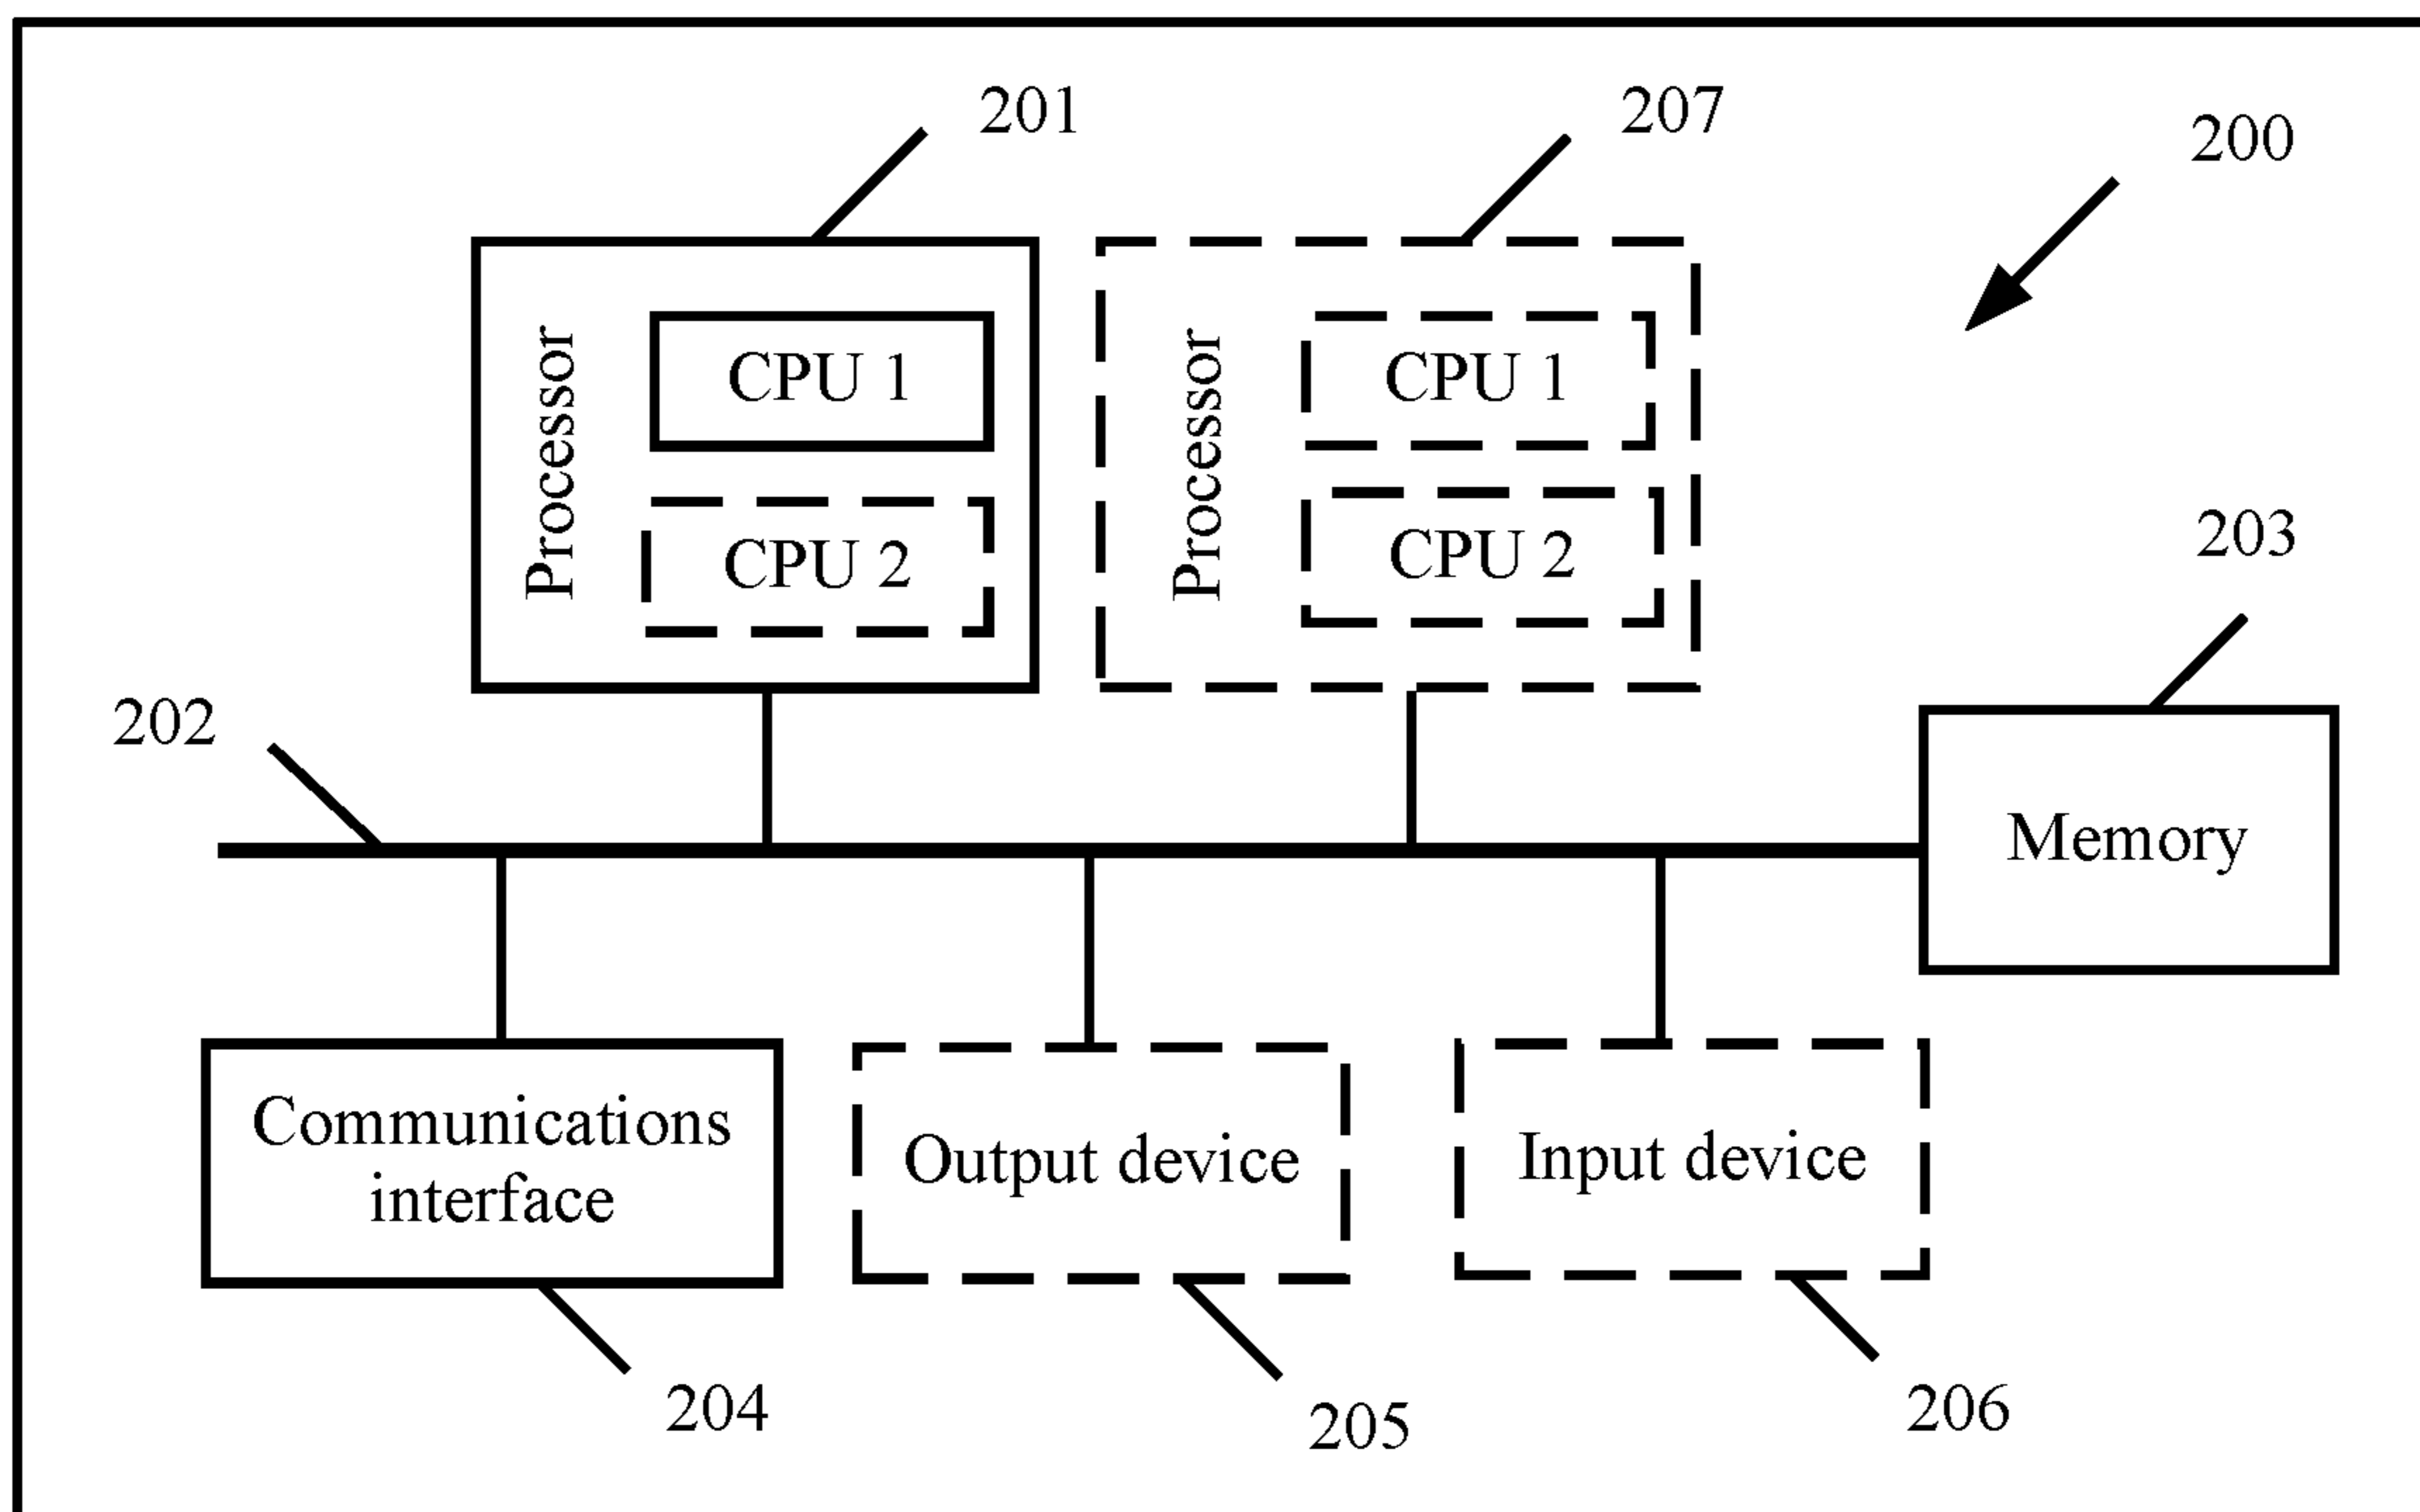 201
207
200
Processor
CPU 1
CPU 2
Processor
CPU 1
CPU 2
203
202
Memory
Communications
interface
Output device
Input device
204
205
206